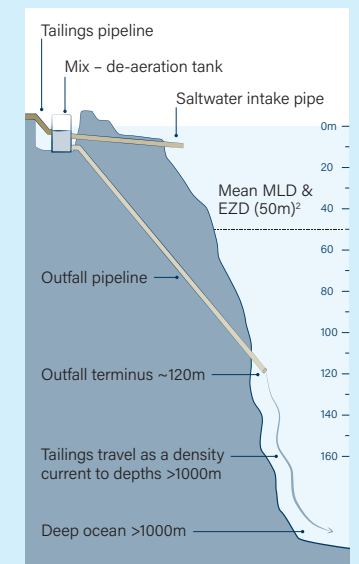 Tailings pipeline
Mix – de-aeration tank
Saltwater intake pipe
0m
20
Mean MLD &
EZD (50m)²
40
60
Outfall pipeline
80
100
Outfall terminus ~120m
120
140
Tailings travel as a density
current to depths >1000m
160
Deep ocean >1000m